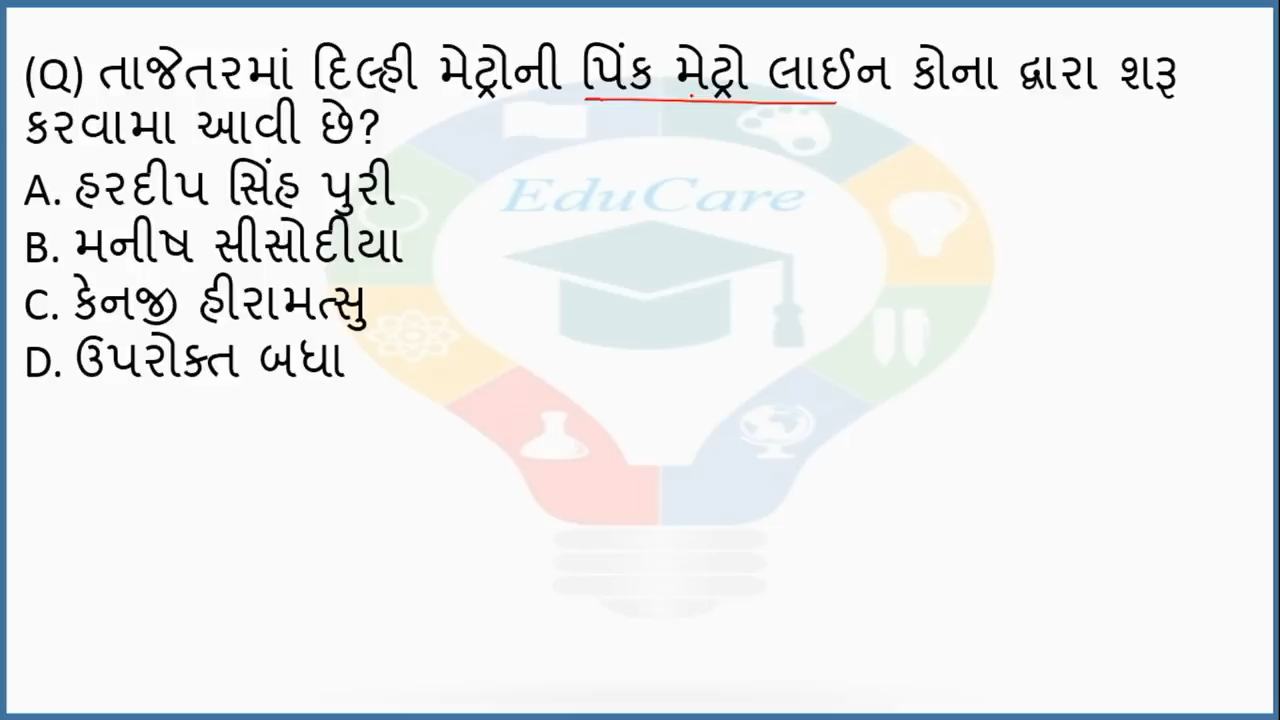 (Q) તાજેતરમાં દિલ્હી મેટ્રોની પિંક મેટ્રો લાઈન કોના દ્વારા શરૂ
કરવામા આવી છે?
A. હરદીપ સિંહ પુરી
B. મનીષ સીસોદીયા
C. કેનજી હીરામત્સુ
D. ઉપરોક્ત બધા
EduCare